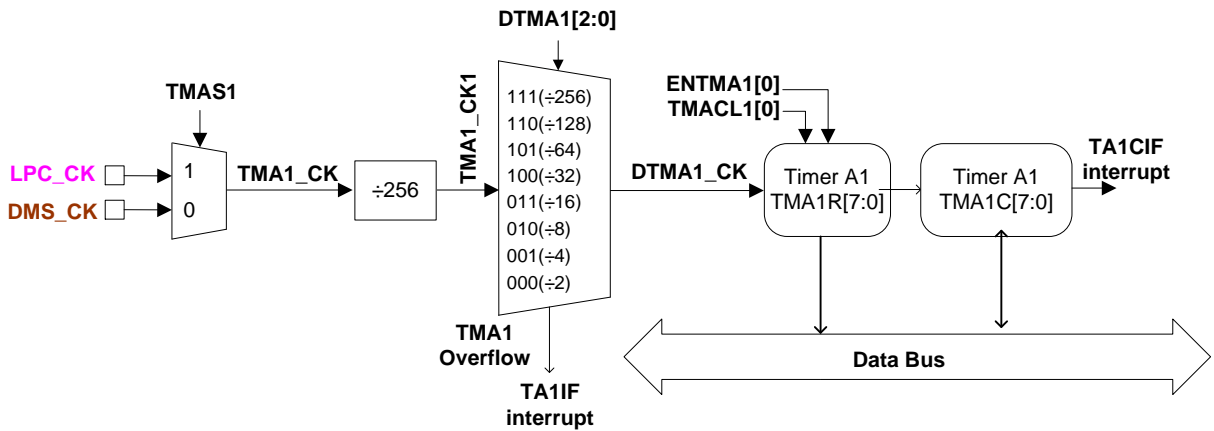 DTMA1[2:0]
TMAS1
LPC_CK
DMS_CK
1
0
TMA1_CK
÷256
TMA1_CK1
111(÷256)
110(÷128)
101(÷64)
100(÷32)
011(÷16)
010(÷8)
001(÷4)
000(÷2)
TMA1
Overflow
TA1IF
interrupt
DTMA1_CK
ENTMA1[0]
TMACL1[0]
Timer A1
TMA1R[7:0]
Timer A1
TMA1C[7:0]
TA1CIF
interrupt
Data Bus